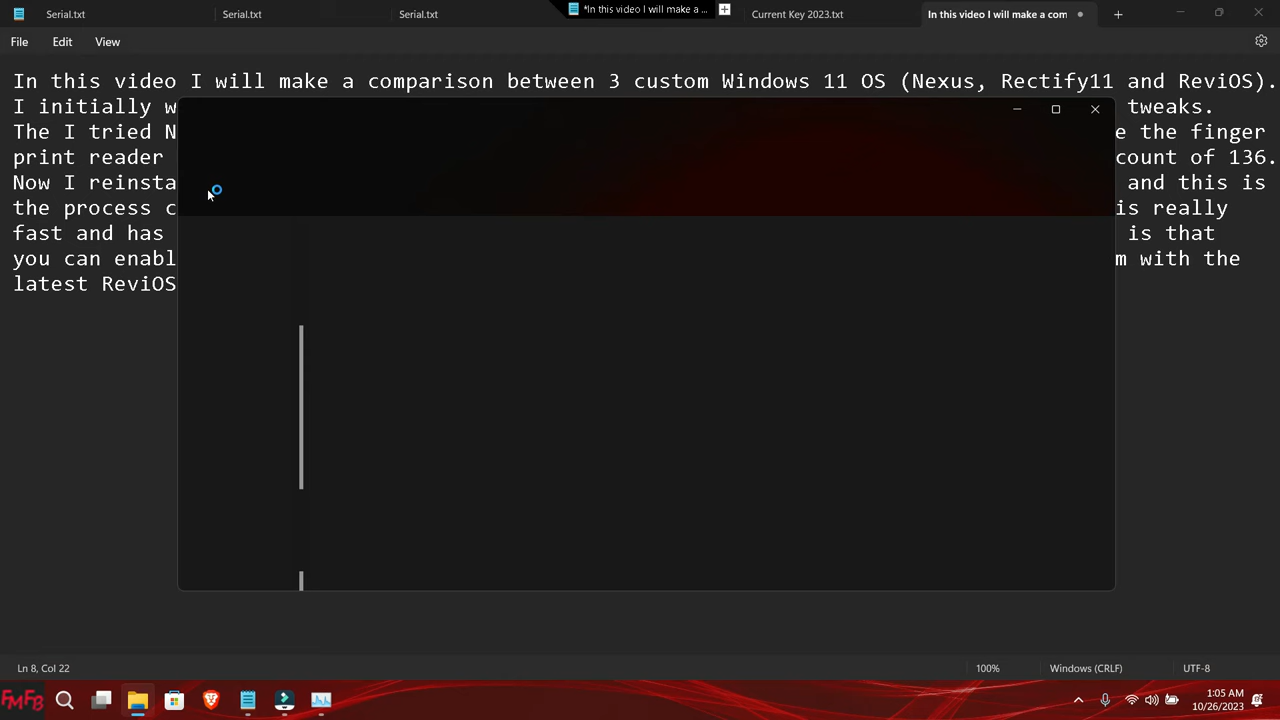 Serial.txt Serial.txt Serial.txt *In this video I will make a ... Current Key 2023.txt In this video I will make a com
File Edit View
In this video I will make a comparison between 3 custom Windows 11 OS (Nexus, Rectify11 and ReviOS).
I initially w tweaks.
The I tried N e the finger
print reader count of 136.
Now I reinsta and this is
the process c is really
fast and has is that
you can enabl m with the
latest ReviOS
Ln 8, Col 22 100% Windows (CRLF) UTF-8
FMFB 1:05 AM
10/26/2023